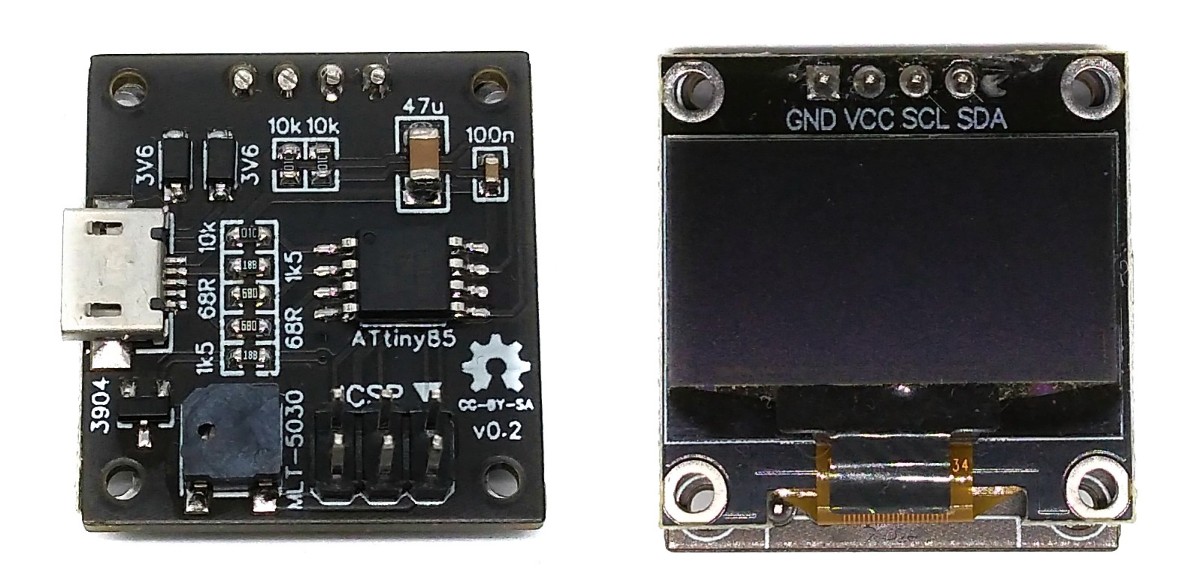 47u
10k 10k
100n
3V6
3V6
10k
1k5
68R
68R
1k5
ATtiny85
3904
ICSP
CC-BY-SA
v0.2
MLT-5030
GND VCC SCL SDA
34